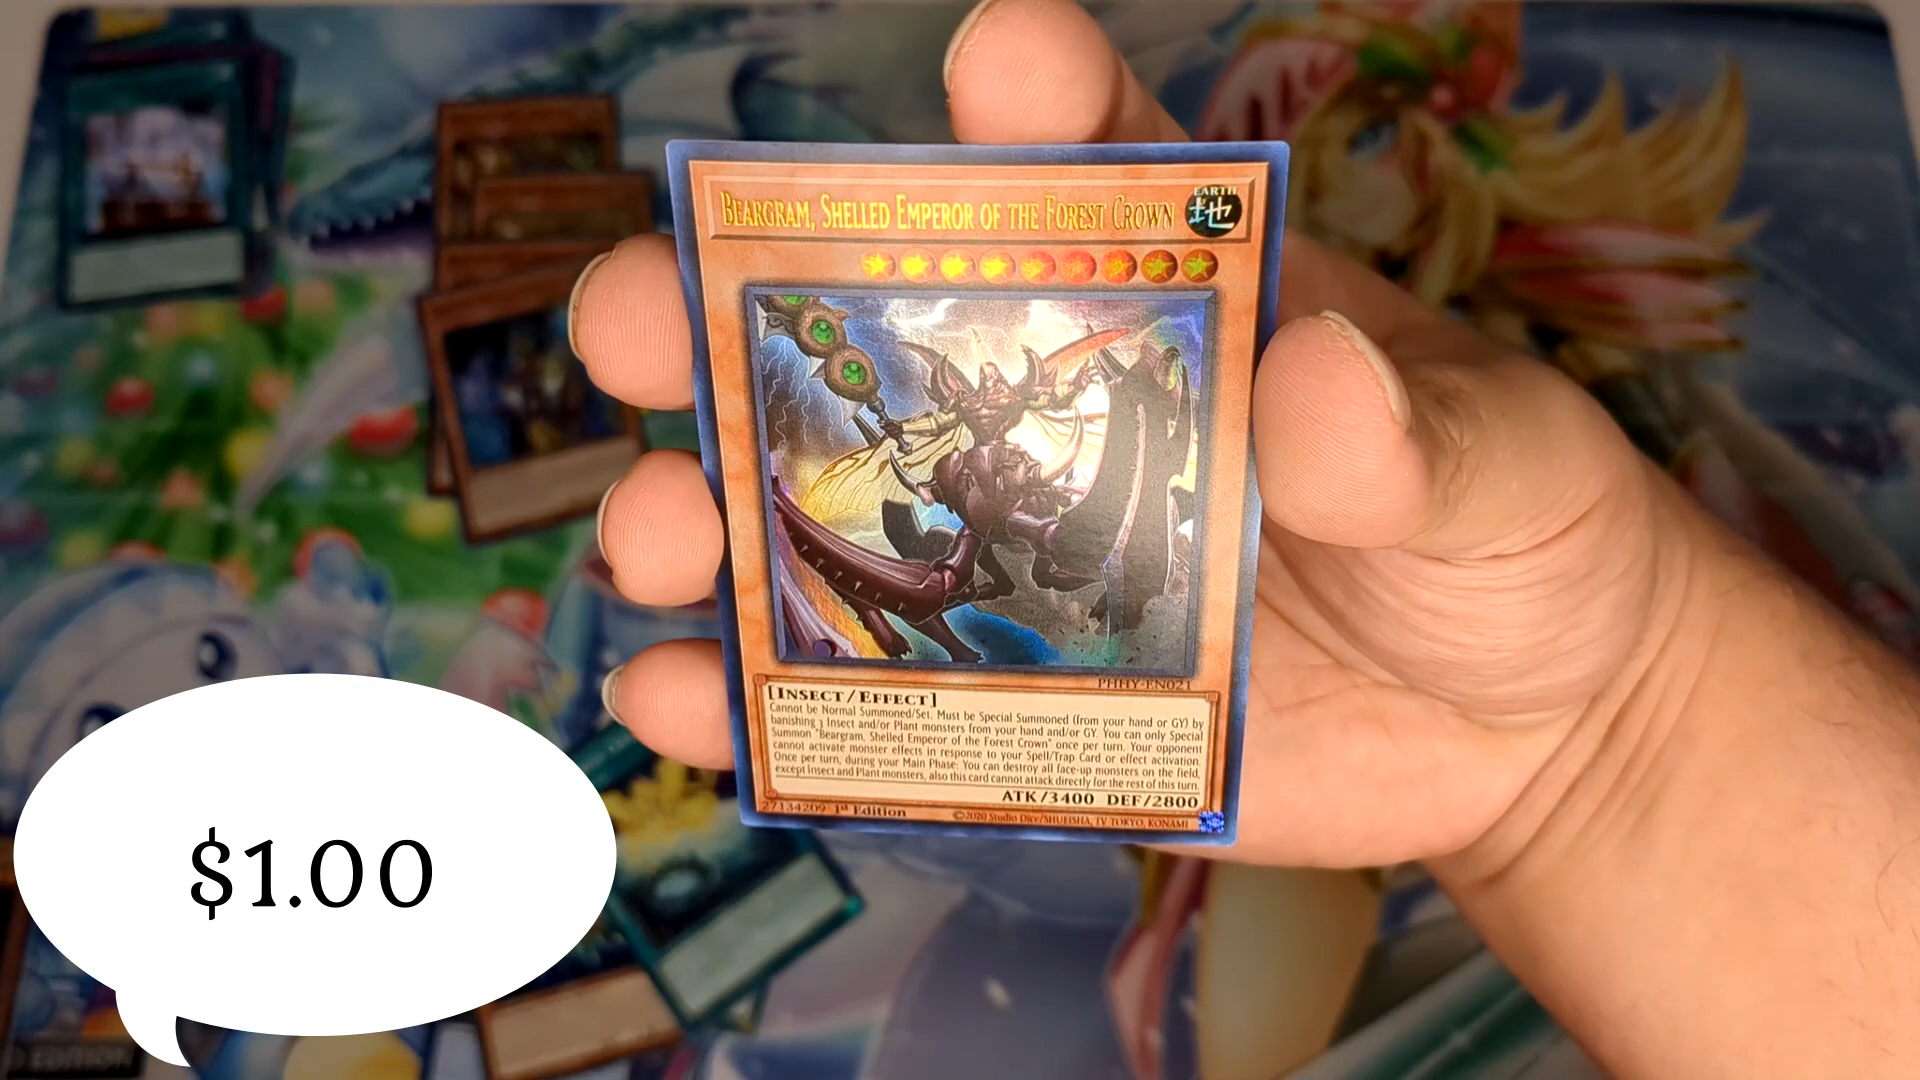 BEARGRAM, SHELLED EMPEROR OF THE FOREST CROWN
EARTH
地
PHHY-EN021
[INSECT/EFFECT]
Cannot be Normal Summoned/Set. Must be Special Summoned (from your hand or GY) by
banishing 3 Insect and/or Plant monsters from your hand and/or GY. You can only Special
Summon "Beargram, Shelled Emperor of the Forest Crown" once per turn. Your opponent
cannot activate monster effects in response to your Spell/Trap Card or effect activation.
Once per turn, during your Main Phase: You can destroy all face-up monsters on the field,
except Insect and Plant monsters, also this card cannot attack directly for the rest of this turn.
ATK/3400 DEF/2800
27134209 1st Edition ©2020 Studio Dice/SHUEISHA, TV TOKYO, KONAMI
$1.00
EDITION